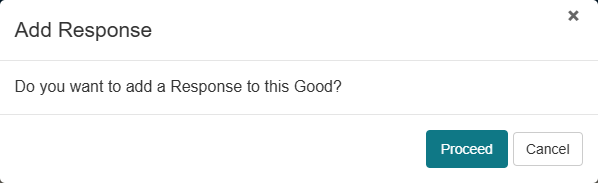 Add Response
×
Do you want to add a Response to this Good?
Proceed Cancel